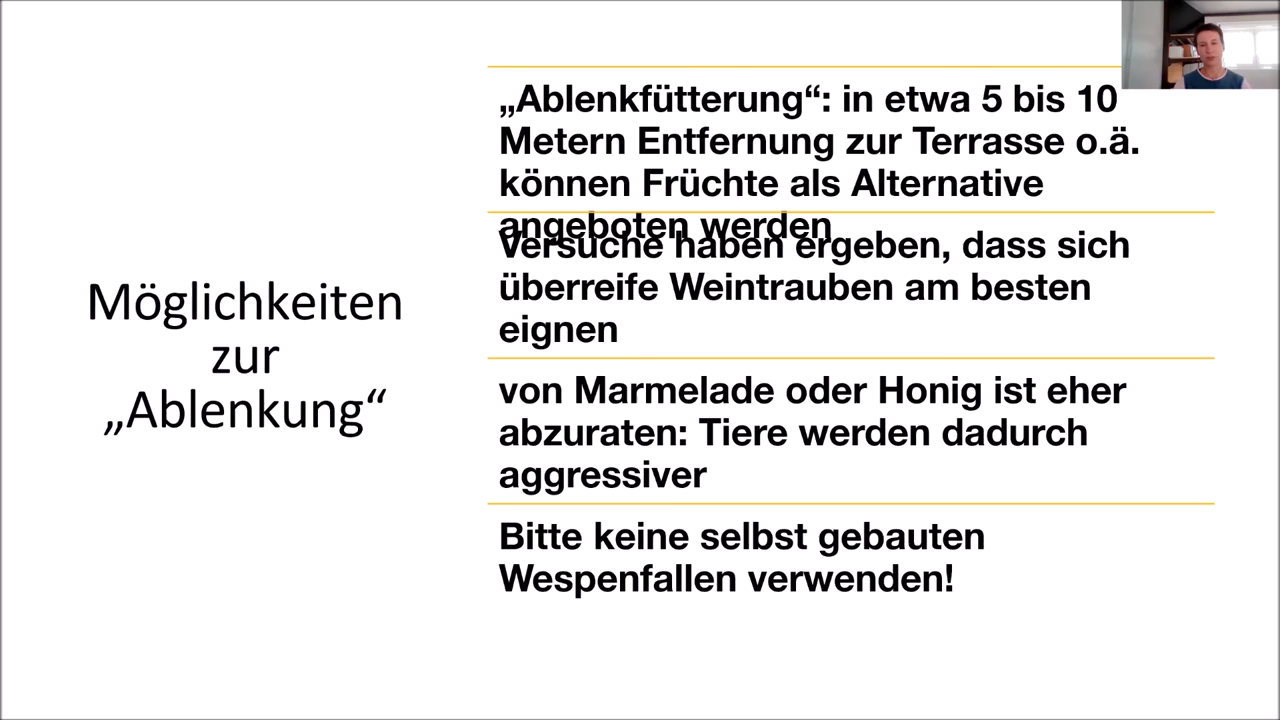 Möglichkeiten
zur
„Ablenkung“
„Ablenkfütterung“: in etwa 5 bis 10
Metern Entfernung zur Terrasse o.ä.
können Früchte als Alternative
angeboten werden
Versuche haben ergeben, dass sich
überreife Weintrauben am besten
eignen
von Marmelade oder Honig ist eher
abzuraten: Tiere werden dadurch
aggressiver
Bitte keine selbst gebauten
Wespenfallen verwenden!